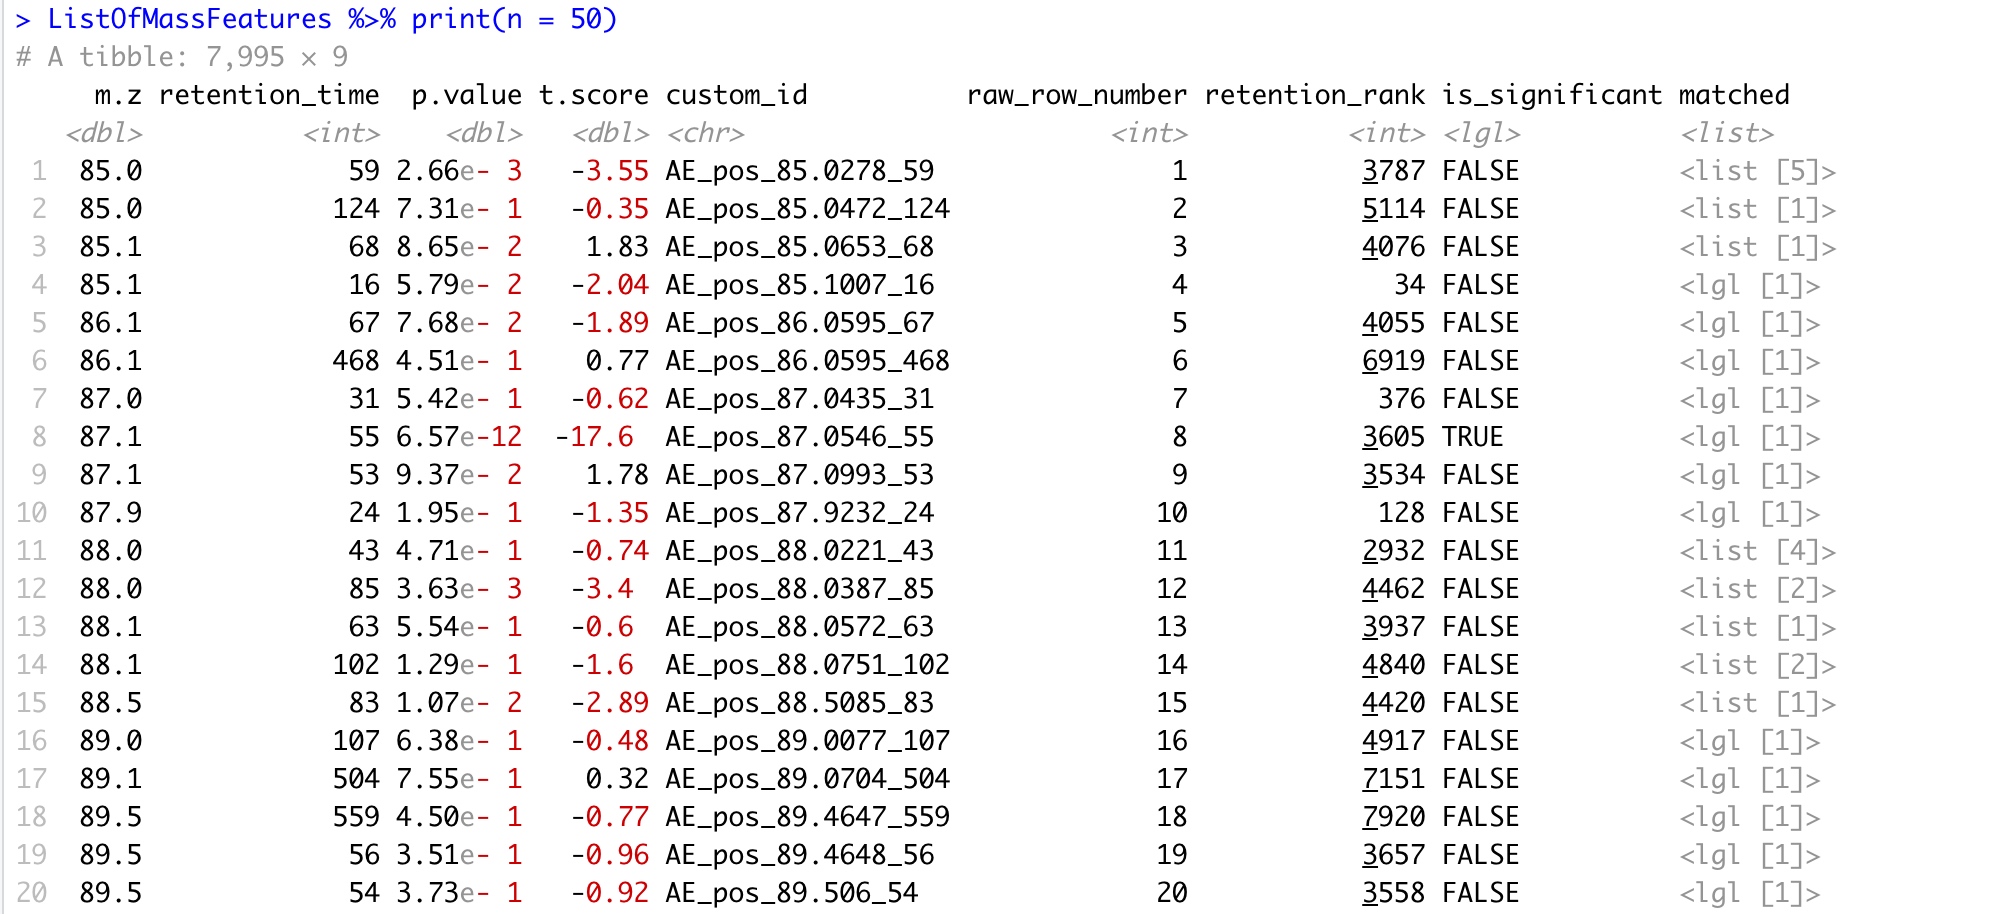 > ListOfMassFeatures %>% print(n = 50)
# A tibble: 7,995 × 9
m.z retention_time p.value t.score custom_id raw_row_number retention_rank is_significant matched
<dbl> <int> <dbl> <dbl> <chr> <int> <int> <lgl> <list>
1 85.0 59 2.66e- 3 -3.55 AE_pos_85.0278_59 1 3787 FALSE <list [5]>
2 85.0 124 7.31e- 1 -0.35 AE_pos_85.0472_124 2 5114 FALSE <list [1]>
3 85.1 68 8.65e- 2 1.83 AE_pos_85.0653_68 3 4076 FALSE <list [1]>
4 85.1 16 5.79e- 2 -2.04 AE_pos_85.1007_16 4 34 FALSE <lgl [1]>
5 86.1 67 7.68e- 2 -1.89 AE_pos_86.0595_67 5 4055 FALSE <lgl [1]>
6 86.1 468 4.51e- 1 0.77 AE_pos_86.0595_468 6 6919 FALSE <lgl [1]>
7 87.0 31 5.42e- 1 -0.62 AE_pos_87.0435_31 7 376 FALSE <lgl [1]>
8 87.1 55 6.57e-12 -17.6 AE_pos_87.0546_55 8 3605 TRUE <lgl [1]>
9 87.1 53 9.37e- 2 1.78 AE_pos_87.0993_53 9 3534 FALSE <lgl [1]>
10 87.9 24 1.95e- 1 -1.35 AE_pos_87.9232_24 10 128 FALSE <lgl [1]>
11 88.0 43 4.71e- 1 -0.74 AE_pos_88.0221_43 11 2932 FALSE <list [4]>
12 88.0 85 3.63e- 3 -3.4 AE_pos_88.0387_85 12 4462 FALSE <list [2]>
13 88.1 63 5.54e- 1 -0.6 AE_pos_88.0572_63 13 3937 FALSE <list [1]>
14 88.1 102 1.29e- 1 -1.6 AE_pos_88.0751_102 14 4840 FALSE <list [2]>
15 88.5 83 1.07e- 2 -2.89 AE_pos_88.5085_83 15 4420 FALSE <list [1]>
16 89.0 107 6.38e- 1 -0.48 AE_pos_89.0077_107 16 4917 FALSE <lgl [1]>
17 89.1 504 7.55e- 1 0.32 AE_pos_89.0704_504 17 7151 FALSE <lgl [1]>
18 89.5 559 4.50e- 1 -0.77 AE_pos_89.4647_559 18 7920 FALSE <lgl [1]>
19 89.5 56 3.51e- 1 -0.96 AE_pos_89.4648_56 19 3657 FALSE <lgl [1]>
20 89.5 54 3.73e- 1 -0.92 AE_pos_89.506_54 20 3558 FALSE <lgl [1]>